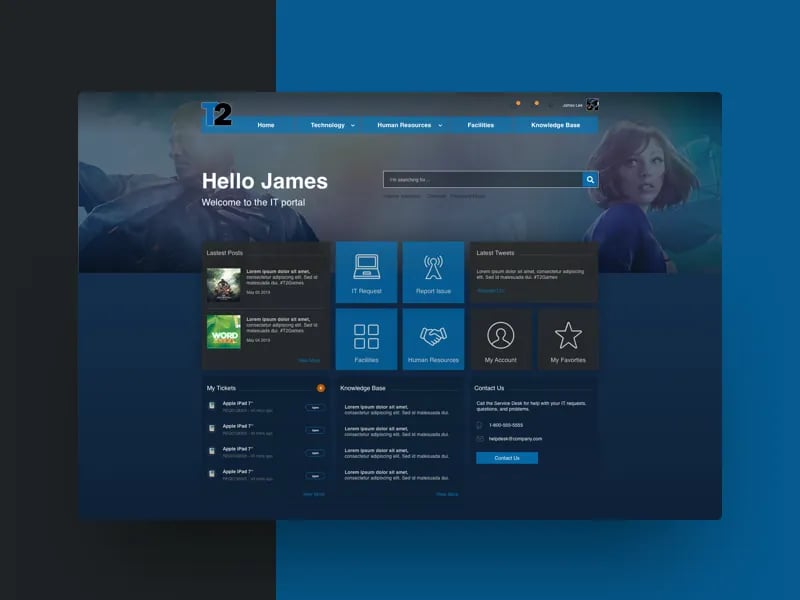 T2
James Lee
Home
Technology
Human Resources
Facilities
Knowledge Base
Hello James
Welcome to the IT portal
I'm searching for...
Lastest Posts
Lorem ipsum dolor sit amet,
consectetur adipiscing elit. Sed id
malesuada dui. #T2Games
May 05 2019
WORD
Lorem ipsum dolor sit amet,
consectetur adipiscing elit. Sed id
malesuada dui. #T2Games
May 04 2019
View More
IT Request
Report Issue
Facilities
Human Resources
Latest Tweets
Lorem ipsum dolor sit amet, consectetur adipiscing
elit. Sed id malesuada dui. #T2Games
My Account
My Favorties
My Tickets
Apple iPad 7"
Apple iPad 7"
Apple iPad 7"
Apple iPad 7"
View More
Knowledge Base
Lorem ipsum dolor sit amet,
consectetur adipiscing elit. Sed id malesuada dui.
Lorem ipsum dolor sit amet,
consectetur adipiscing elit. Sed id malesuada dui.
Lorem ipsum dolor sit amet,
consectetur adipiscing elit. Sed id malesuada dui.
Lorem ipsum dolor sit amet,
consectetur adipiscing elit. Sed id malesuada dui.
View More
Contact Us
Call the Service Desk for help with your IT requests,
questions, and problems.
1-800-555-5555
helpdesk@company.com
Contact Us